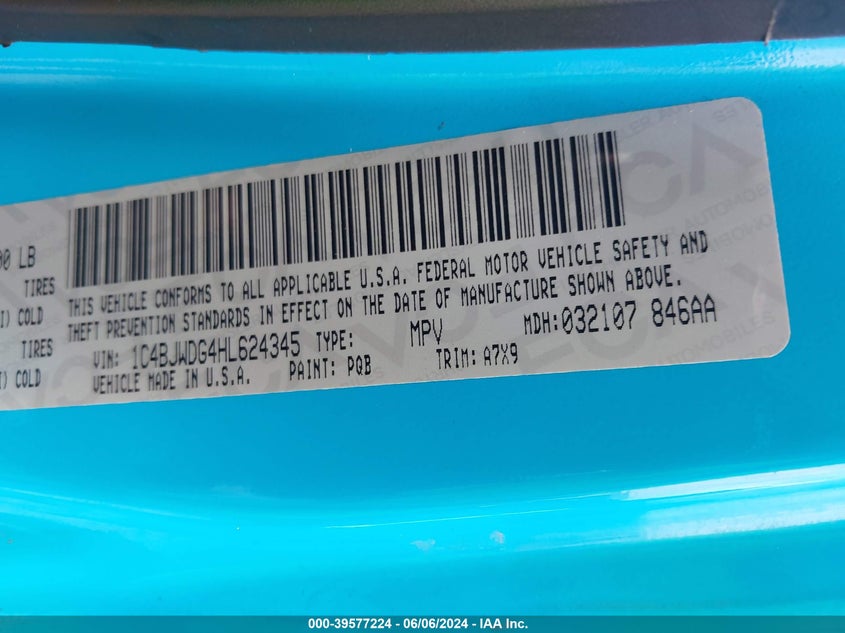 00 LB
TIRES
I) COLD
TIRES
I) COLD
THIS VEHICLE CONFORMS TO ALL APPLICABLE U.S.A. FEDERAL MOTOR VEHICLE SAFETY AND
THEFT PREVENTION STANDARDS IN EFFECT ON THE DATE OF MANUFACTURE SHOWN ABOVE.
VIN: 1C4BJWDG4HL624345 TYPE: MPV MDH:032107 846AA
VEHICLE MADE IN U.S.A. PAINT: PQB TRIM: A7X9
000-39577224 - 06/06/2024 - IAA Inc.